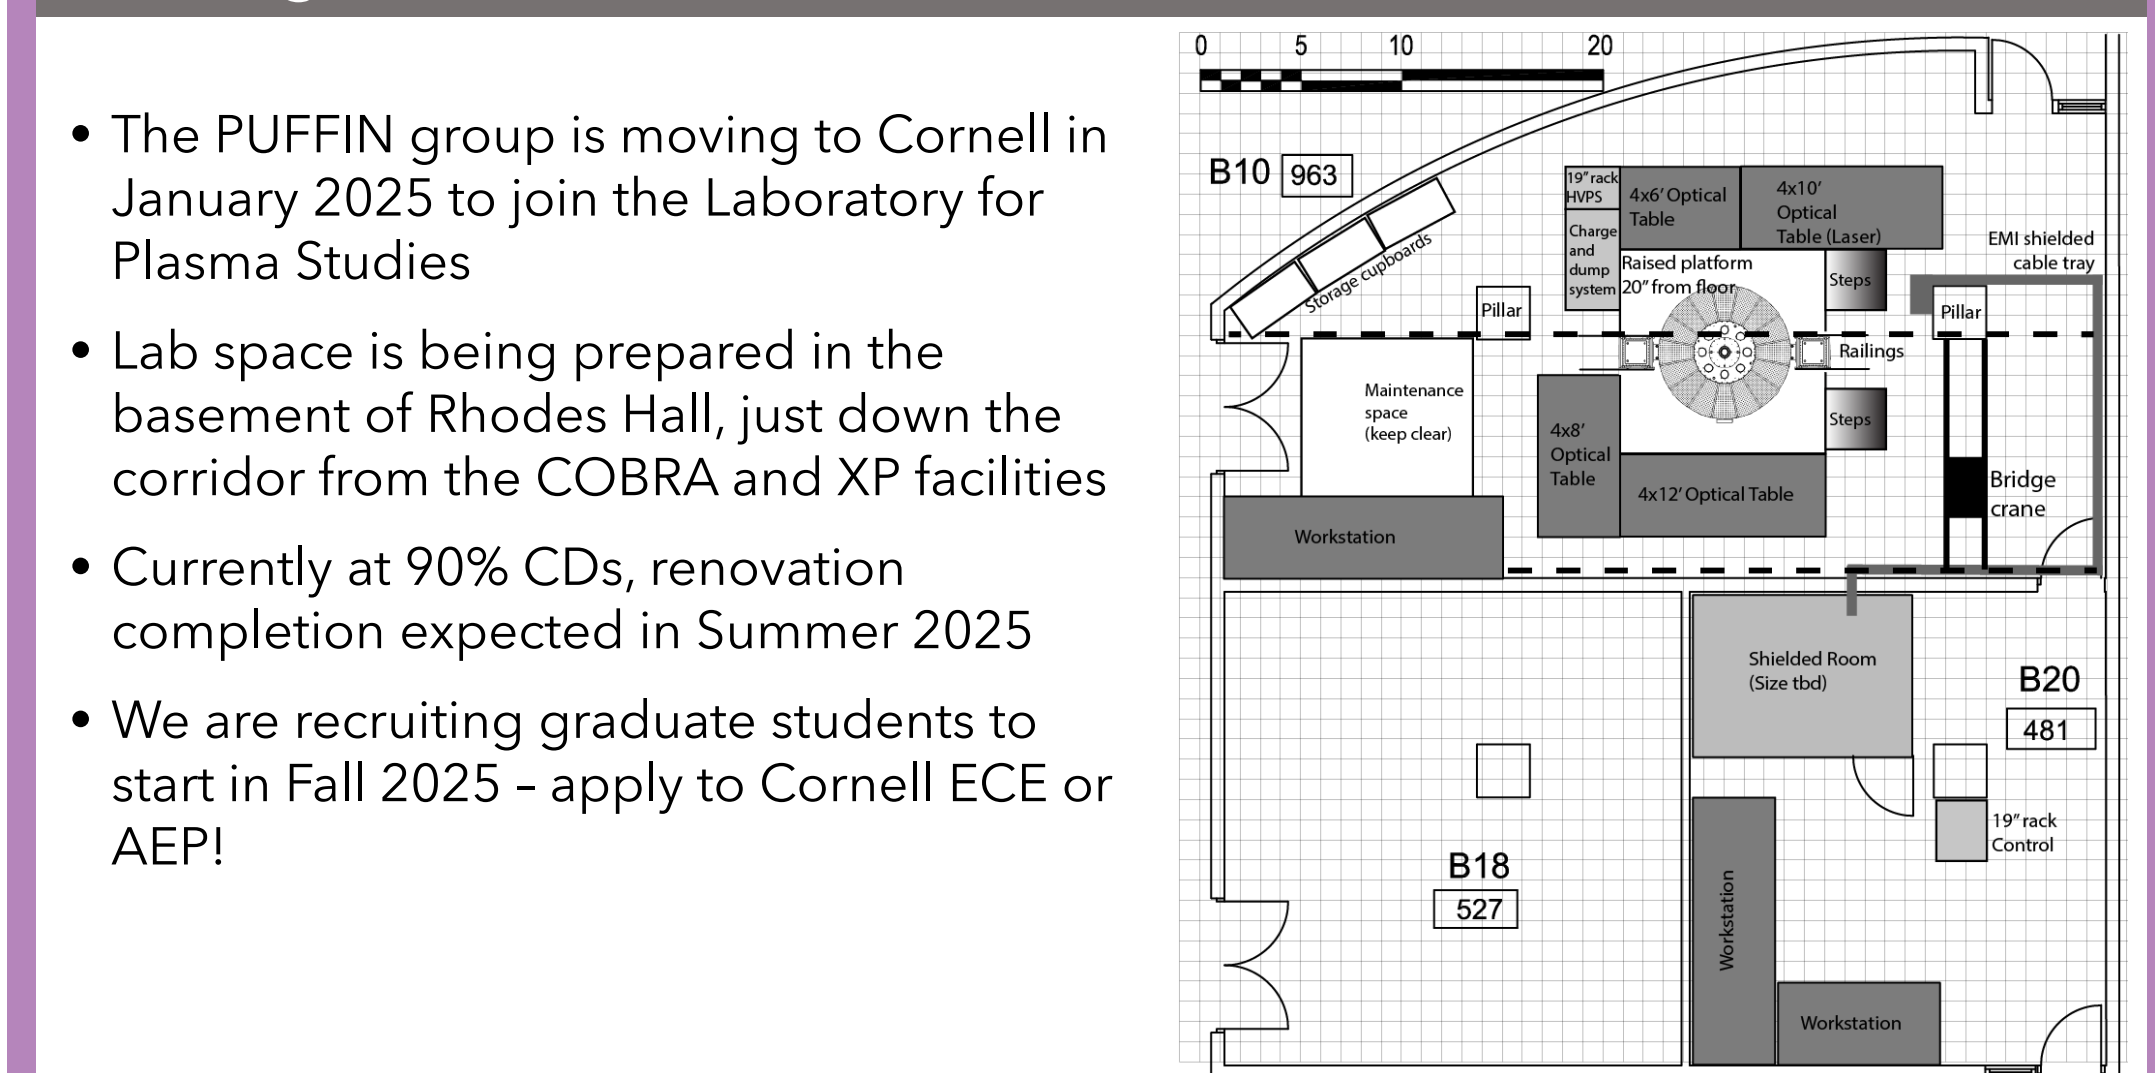 • The PUFFIN group is moving to Cornell in
January 2025 to join the Laboratory for
Plasma Studies
• Lab space is being prepared in the
basement of Rhodes Hall, just down the
corridor from the COBRA and XP facilities
• Currently at 90% CDs, renovation
completion expected in Summer 2025
• We are recruiting graduate students to
start in Fall 2025 – apply to Cornell ECE or
AEP!
0 5 10 20
B10 963
Storage cupboards
19" rack
HVPS
4x6' Optical
Table
4x10'
Optical
Table (Laser)
Charge
and
dump
system
Raised platform
20" from floor
Steps
EMI shielded
cable tray
Pillar
Pillar
Railings
Maintenance
space
(keep clear)
4x8'
Optical
Table
Steps
4x12' Optical Table
Bridge
crane
Workstation
Shielded Room
(Size tbd)
B20
481
19" rack
Control
B18
527
Workstation
Workstation